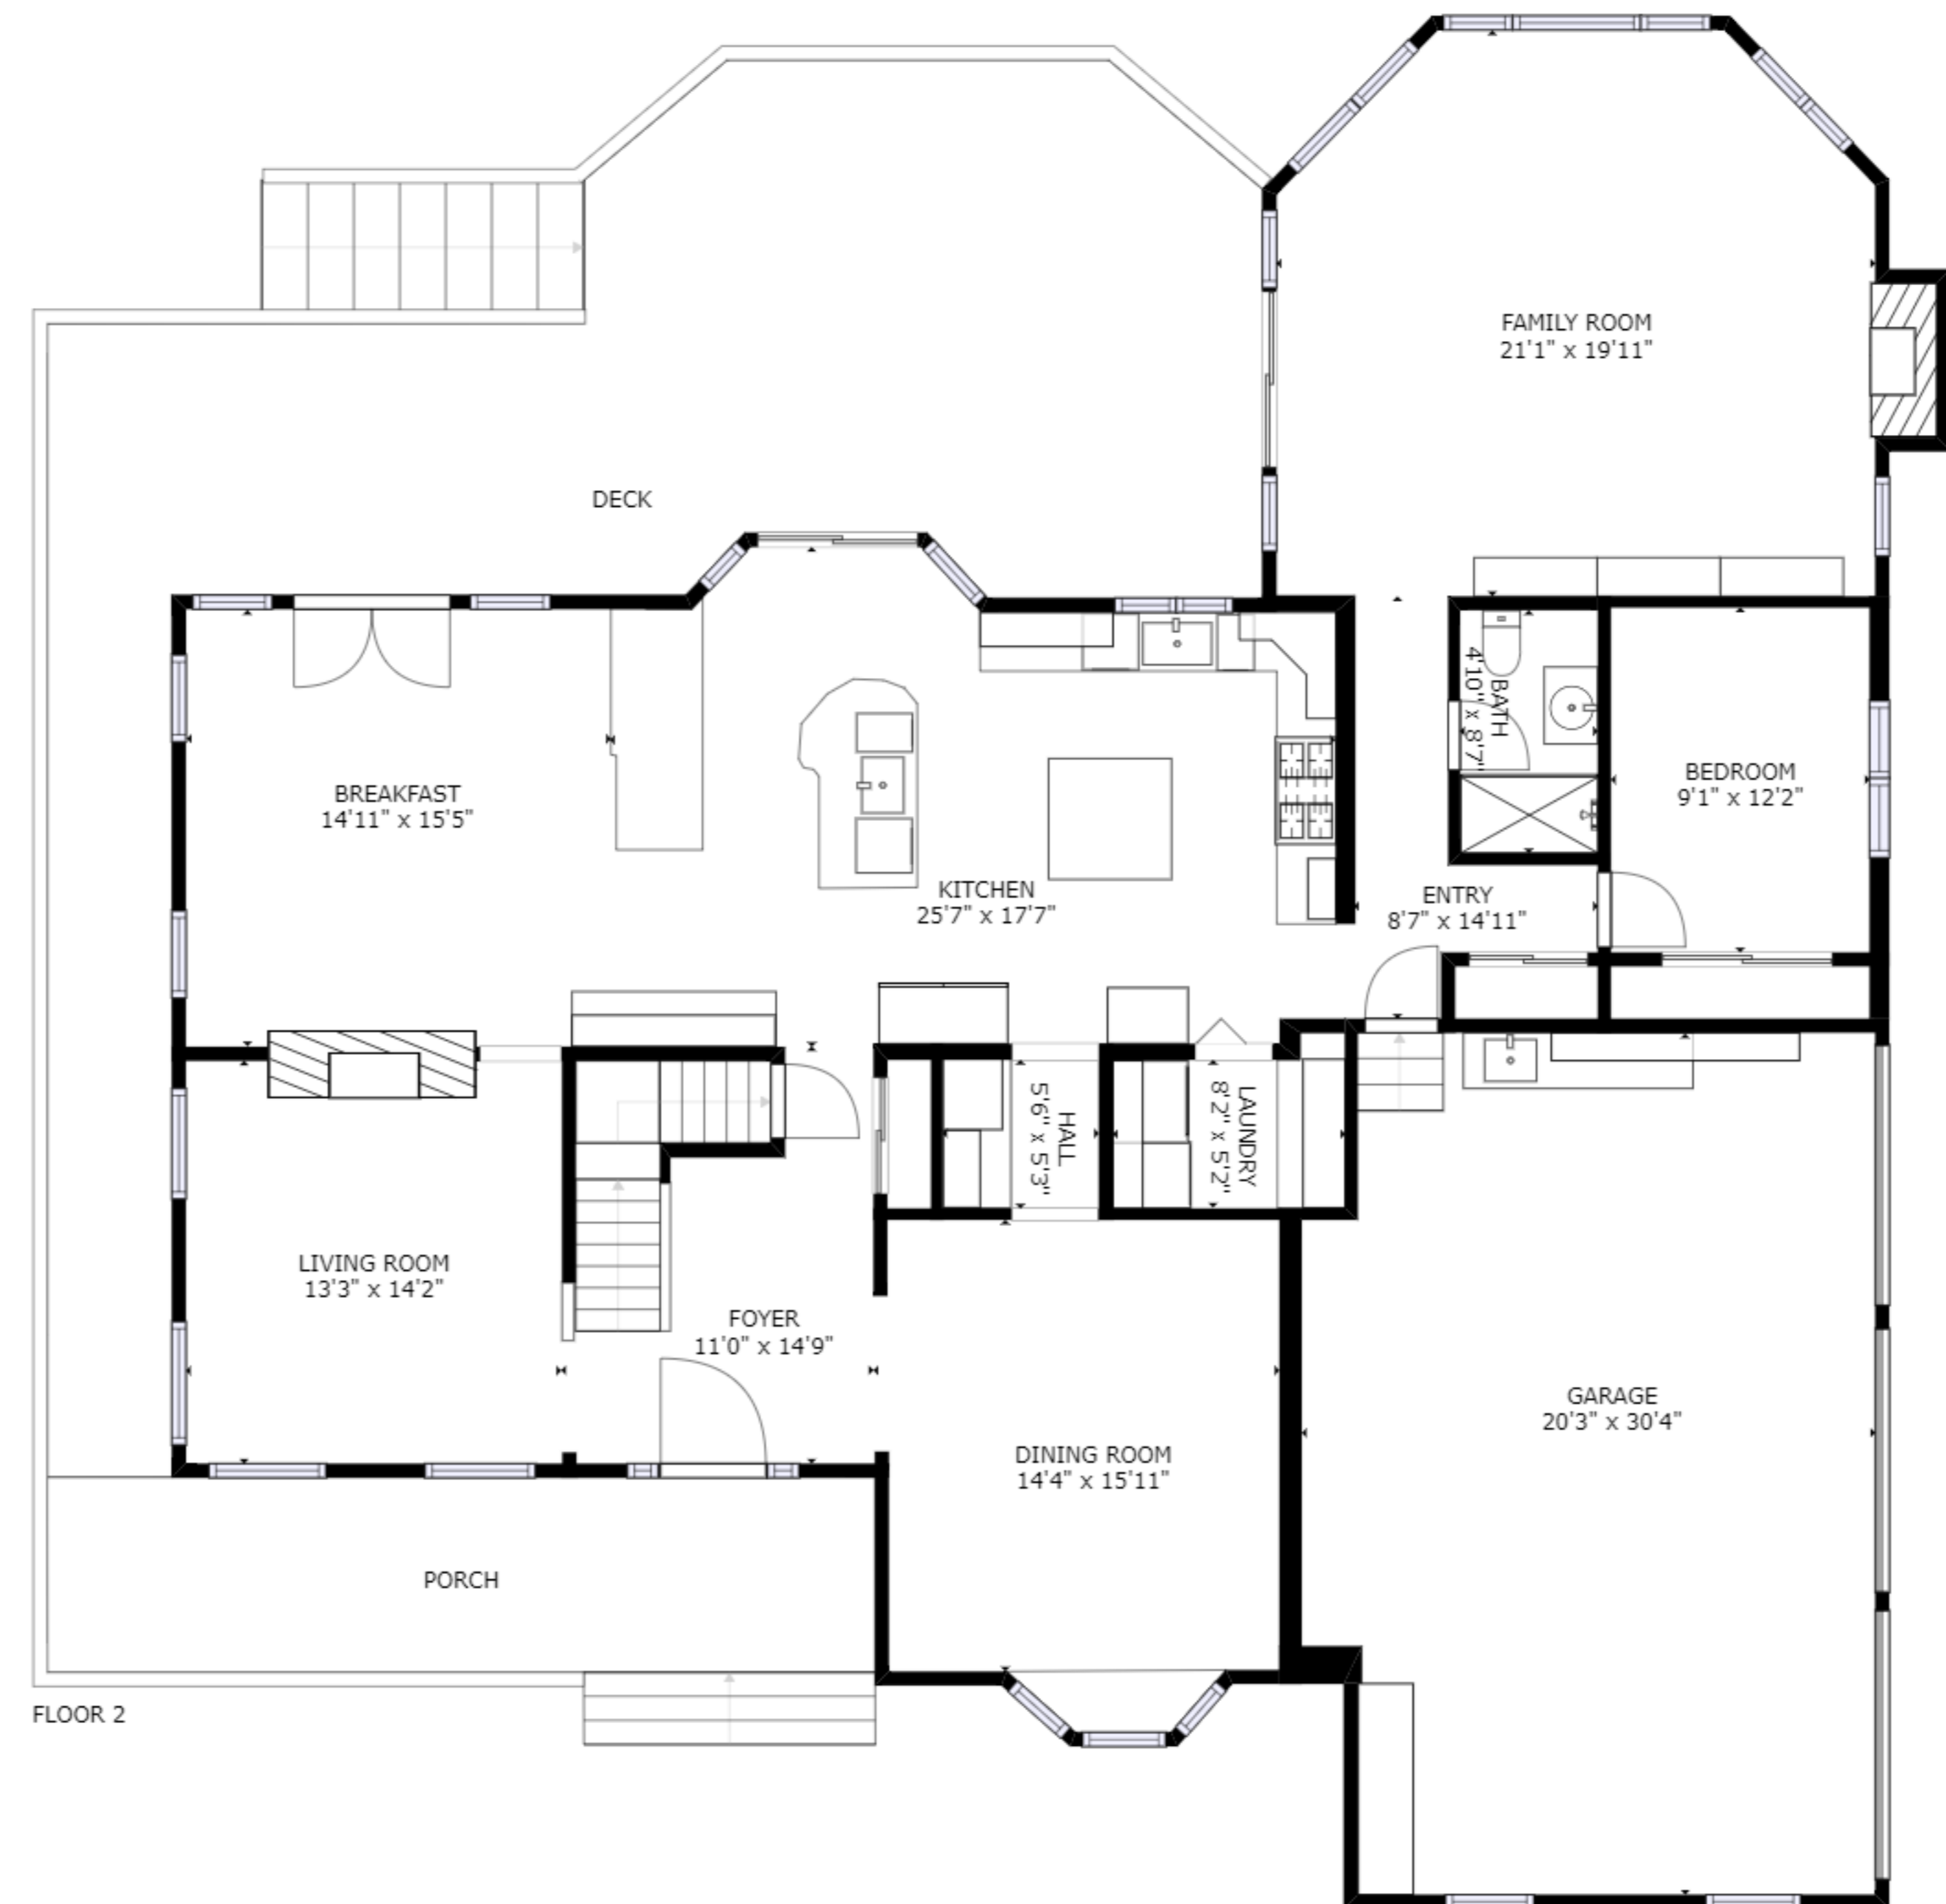 FAMILY ROOM
21'1" x 19'11"
DECK
BATH
4'10" x 8'7"
BEDROOM
9'1" x 12'2"
BREAKFAST
14'11" x 15'5"
KITCHEN
25'7" x 17'7"
ENTRY
8'7" x 14'11"
HALL
5'6" x 5'3"
LAUNDRY
8'2" x 5'2"
LIVING ROOM
13'3" x 14'2"
FOYER
11'0" x 14'9"
GARAGE
20'3" x 30'4"
DINING ROOM
14'4" x 15'11"
PORCH
FLOOR 2